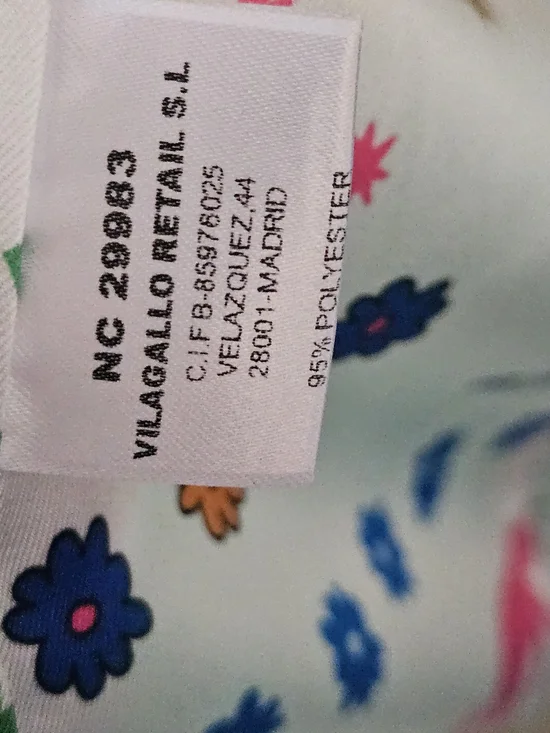 NC 29983
VILAGALLO RETAIL S.L
C.I.F B-85976025
VELAZQUEZ,44
28001-MADRID
95% POLYESTER